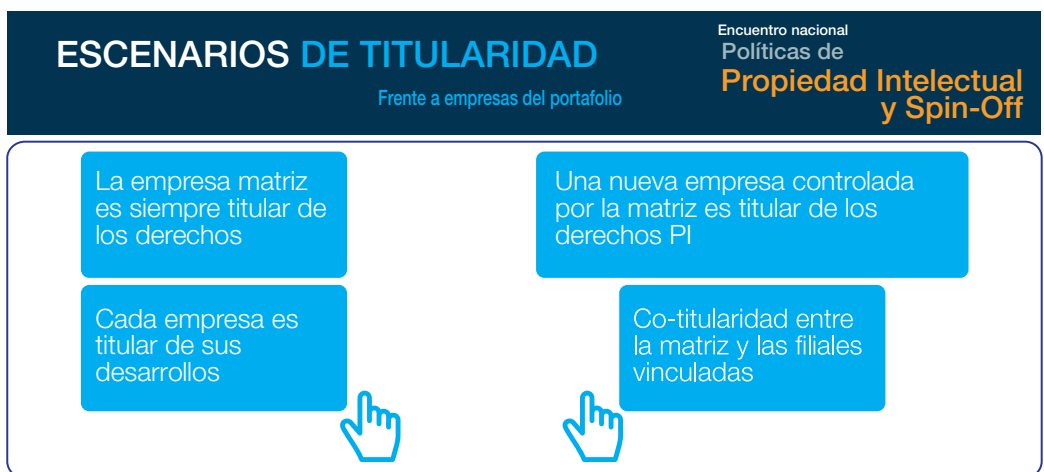 ESCENARIOS DE TITULARIDAD
Frente a empresas del portafolio
Encuentro nacional
Políticas de
Propiedad Intelectual
y Spin-Off
La empresa matriz
es siempre titular de
los derechos
Una nueva empresa controlada
por la matriz es titular de los
derechos PI
Cada empresa es
titular de sus
desarrollos
Co-titularidad entre
la matriz y las filiales
vinculadas